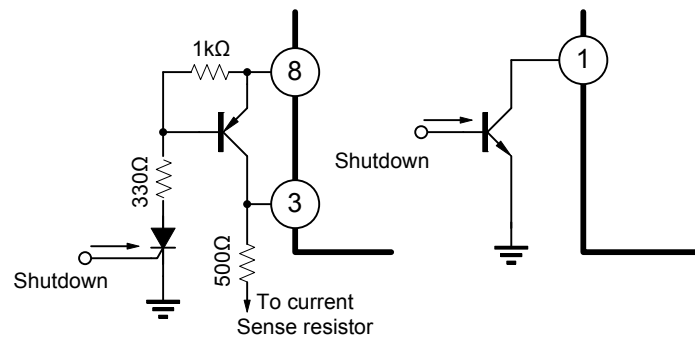 1kΩ
8
1
330Ω
Shutdown
3
500Ω
Shutdown
To current
Sense resistor